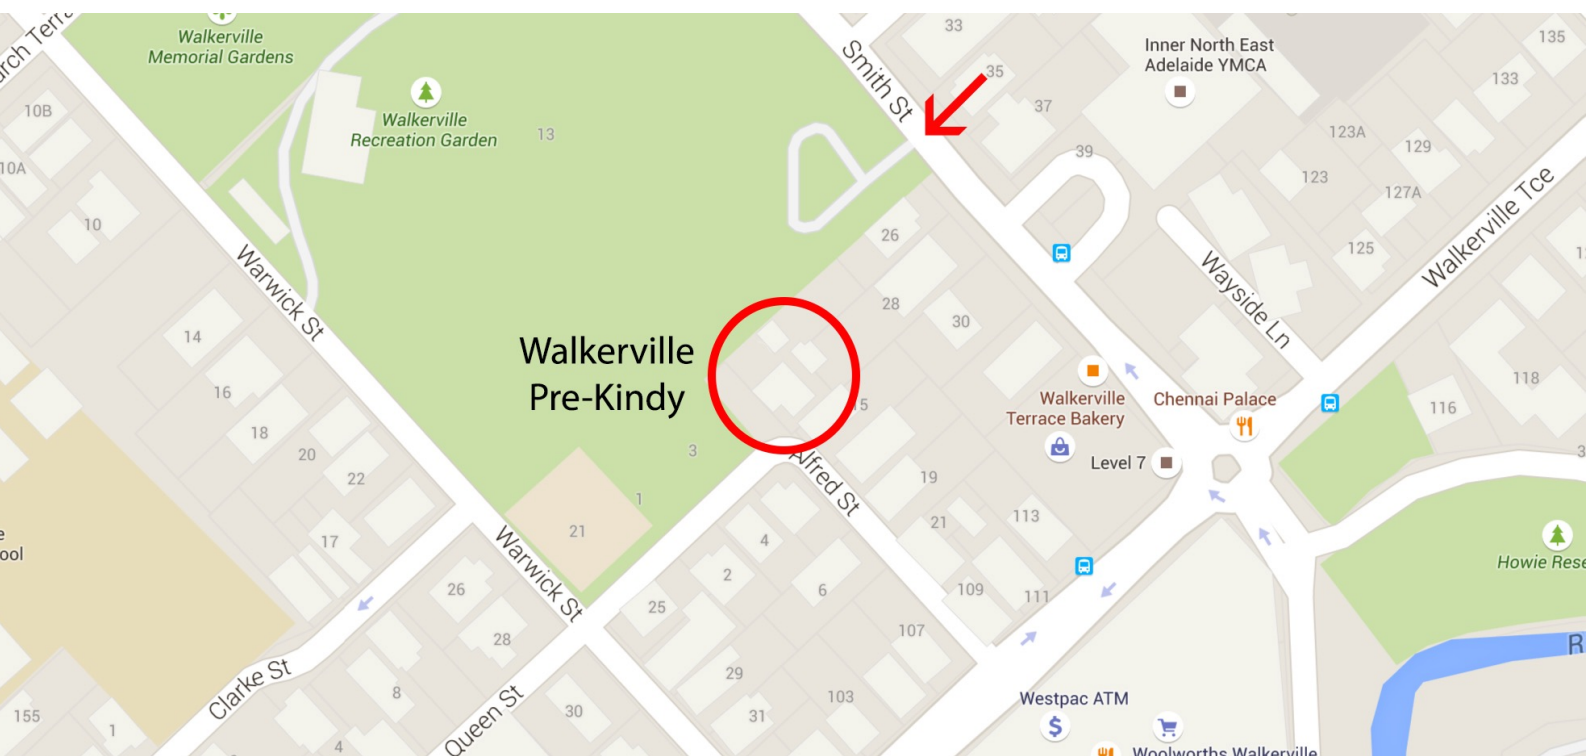 Walkerville
Memorial Gardens
Walkerville
Recreation Garden
13
10B
10A
10
Warwick St
14
16
18
20
22
17
Smith St
33
35
37
39
Inner North East
Adelaide YMCA
135
133
123A
129
123
127A
125
Walkerville Tce
Wayside Ln
26
28
30
Walkerville
Pre-Kindy
15
3
1
21
Alfred St
19
21
113
Walkerville
Terrace Bakery
Chennai Palace
Level 7
118
116
Howie Rese
R
Warwick St
4
2
6
25
26
28
109
111
107
Clarke St
Queen St
8
30
29
31
103
155
1
4
ool
Westpac ATM
$
Woolworths Walkerville